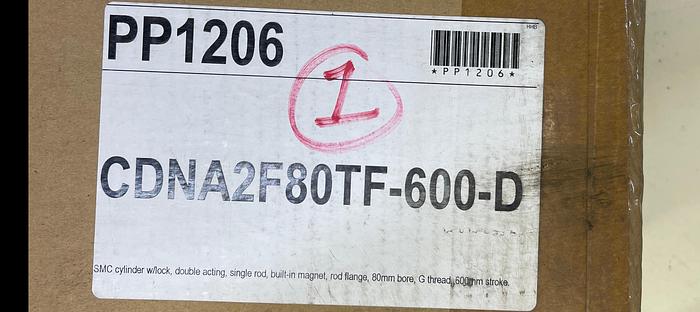 HHB
PP1206
*PP1206*
1
CDNA2F80TF-600-D
SMC cylinder w/lock, double acting, single rod, built-in magnet, rod flange, 80mm bore, G thread, 600mm stroke.